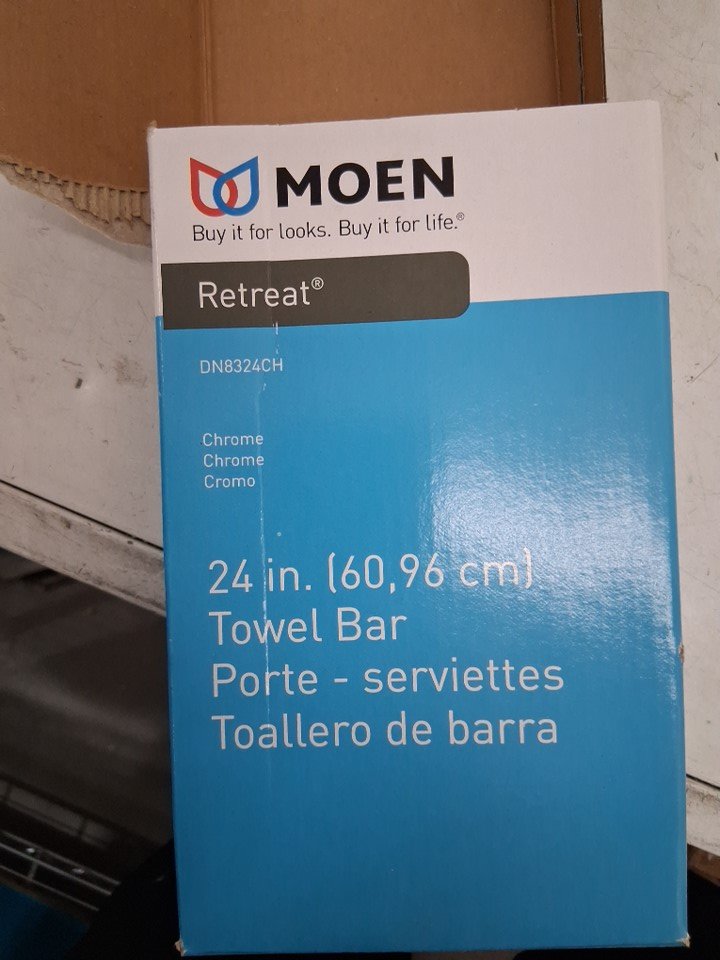 MOEN
Buy it for looks. Buy it for life.®
Retreat®
DN8324CH
Chrome
Chrome
Cromo
24 in. (60,96 cm)
Towel Bar
Porte - serviettes
Toallero de barra